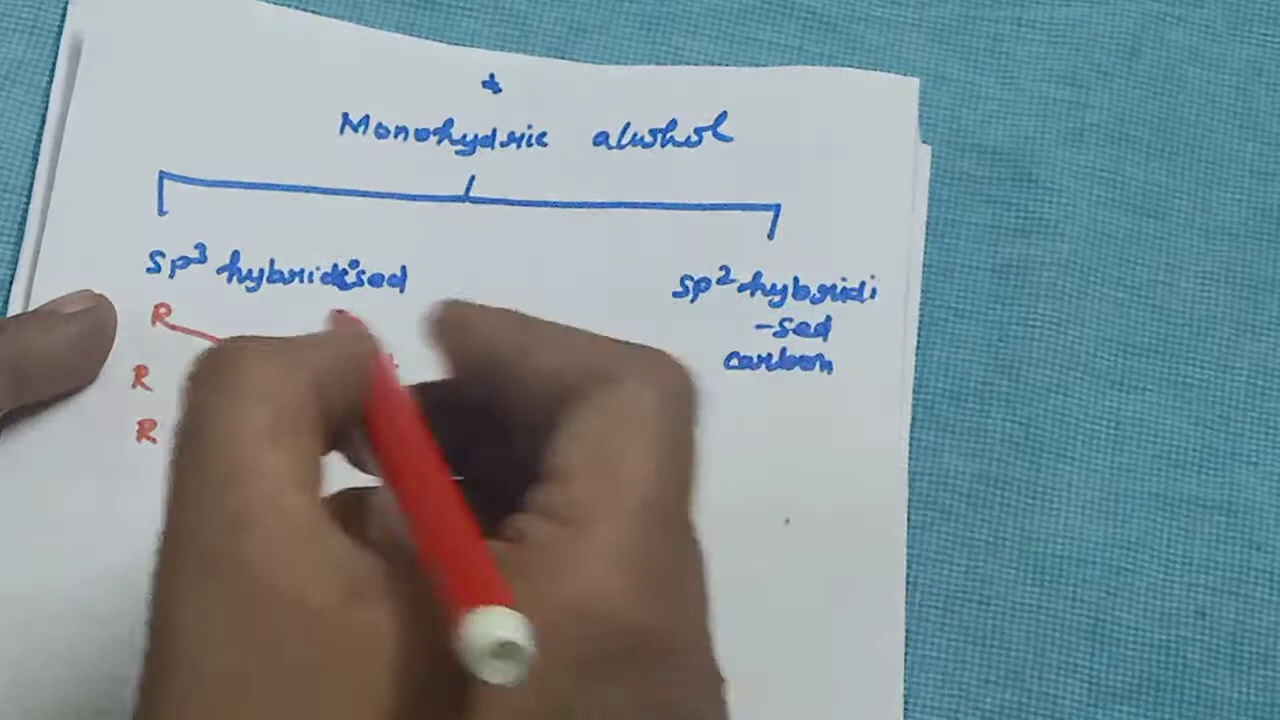 Monohydric alcohol
sp³ hybridised
sp² hybridi
-sed
carbon
R
R
R